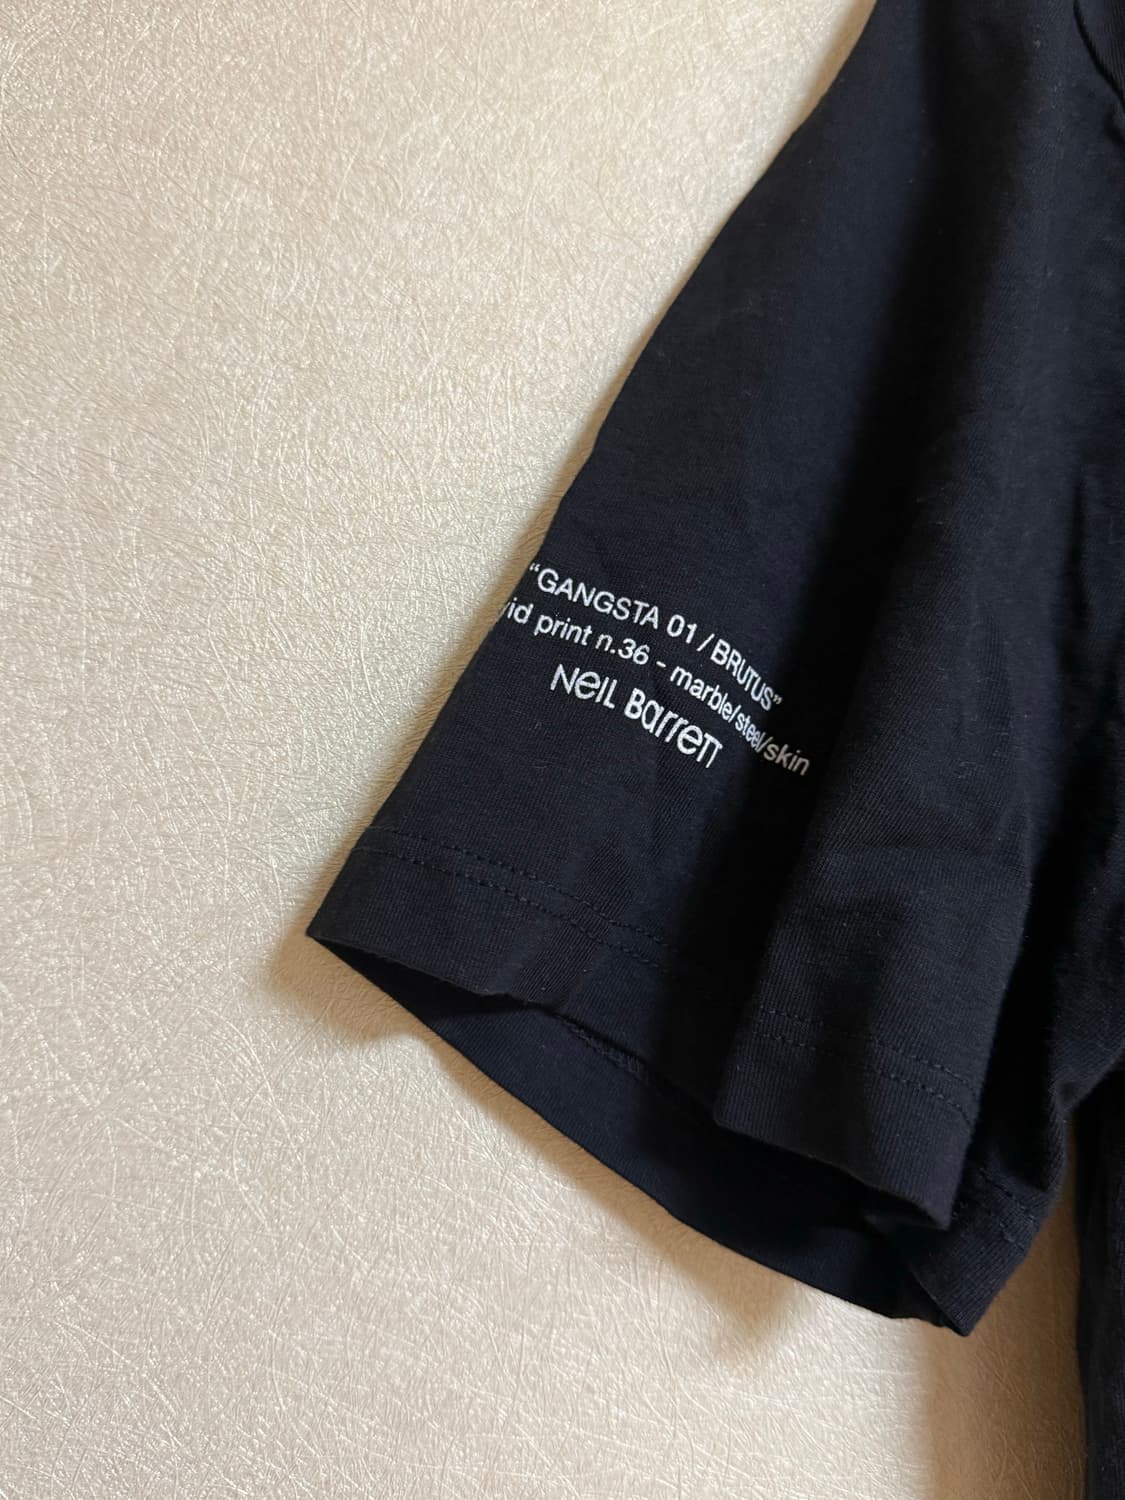 “GANGSTA 01 / BRUTUS”
print n.36 - marble/steel/skin
NeiL Barrett